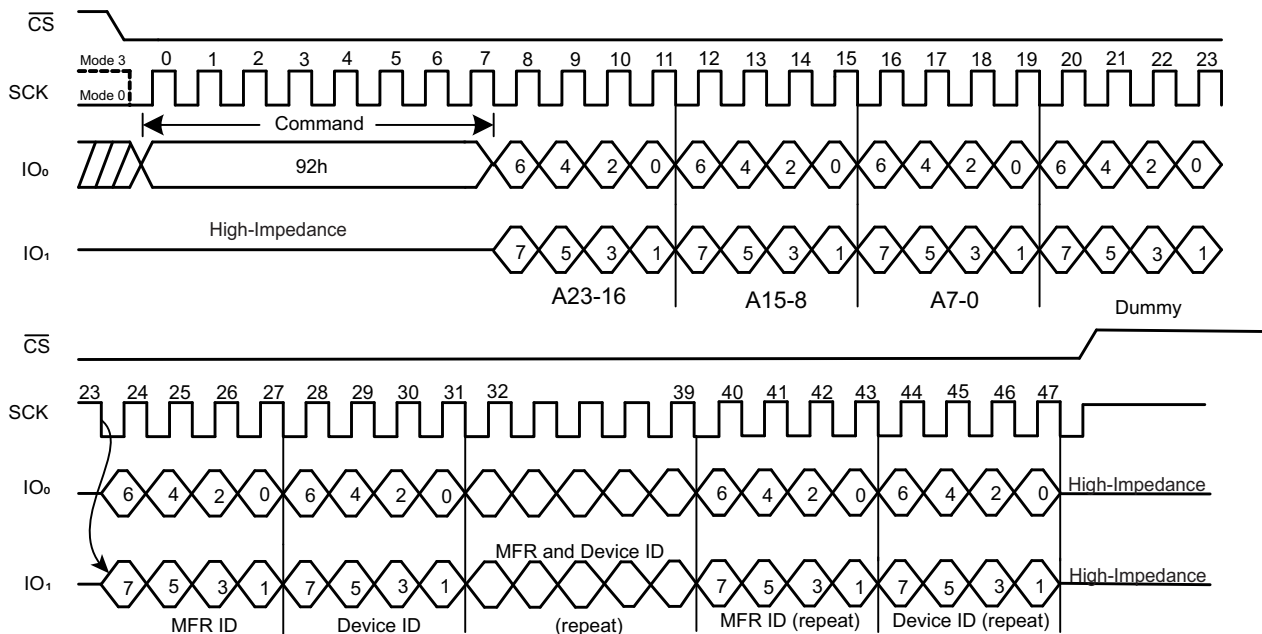 CS
Mode 3
0 1 2 3 4 5 6 7 8 9 10 11 12 13 14 15 16 17 18 19 20 21 22 23
SCK
Mode 0
Command
IO₀
92h
6 4 2 0 6 4 2 0 6 4 2 0 6 4 2 0
High-Impedance
IO₁
7 5 3 1 7 5 3 1 7 5 3 1 7 5 3 1
A23-16 A15-8 A7-0
Dummy
CS
23 24 25 26 27 28 29 30 31 32 39 40 41 42 43 44 45 46 47
SCK
IO₀
6 4 2 0 6 4 2 0 6 4 2 0 6 4 2 0
High-Impedance
MFR and Device ID
IO₁
7 5 3 1 7 5 3 1 7 5 3 1 7 5 3 1
High-Impedance
MFR ID Device ID (repeat) MFR ID (repeat) Device ID (repeat)